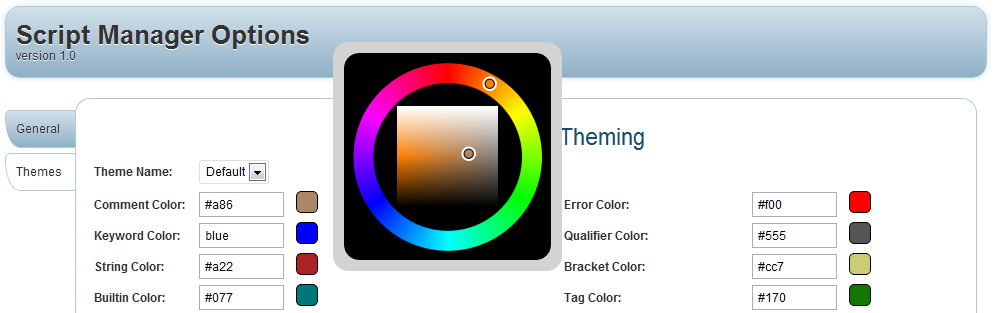 Script Manager Options
version 1.0
General
Themes
Theming
Theme Name: Default
Comment Color: #a86 Error Color: #f00
Keyword Color: blue Qualifier Color: #555
String Color: #a22 Bracket Color: #cc7
Builtin Color: #077 Tag Color: #170